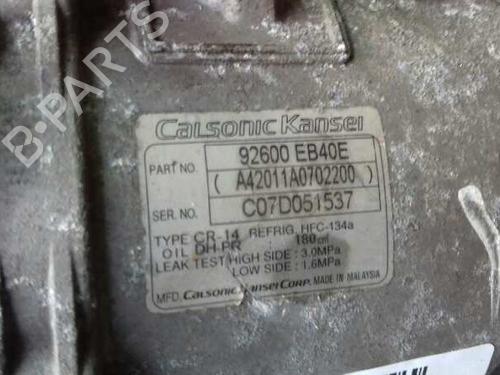 B-PARTS
CALSONIC KANSEI
PART NO. 92600 EB40E
( A42011A0702200 )
SER.NO. C07D051537
TYPE CR-14 REFRIG. HFC-134a
OIL DH-PR : 180cm³
LEAK TEST HIGH SIDE : 3.0MPa
LOW SIDE : 1.6MPa
MFD. CALSONIC KANSEI CORP. MADE IN MALAYSIA